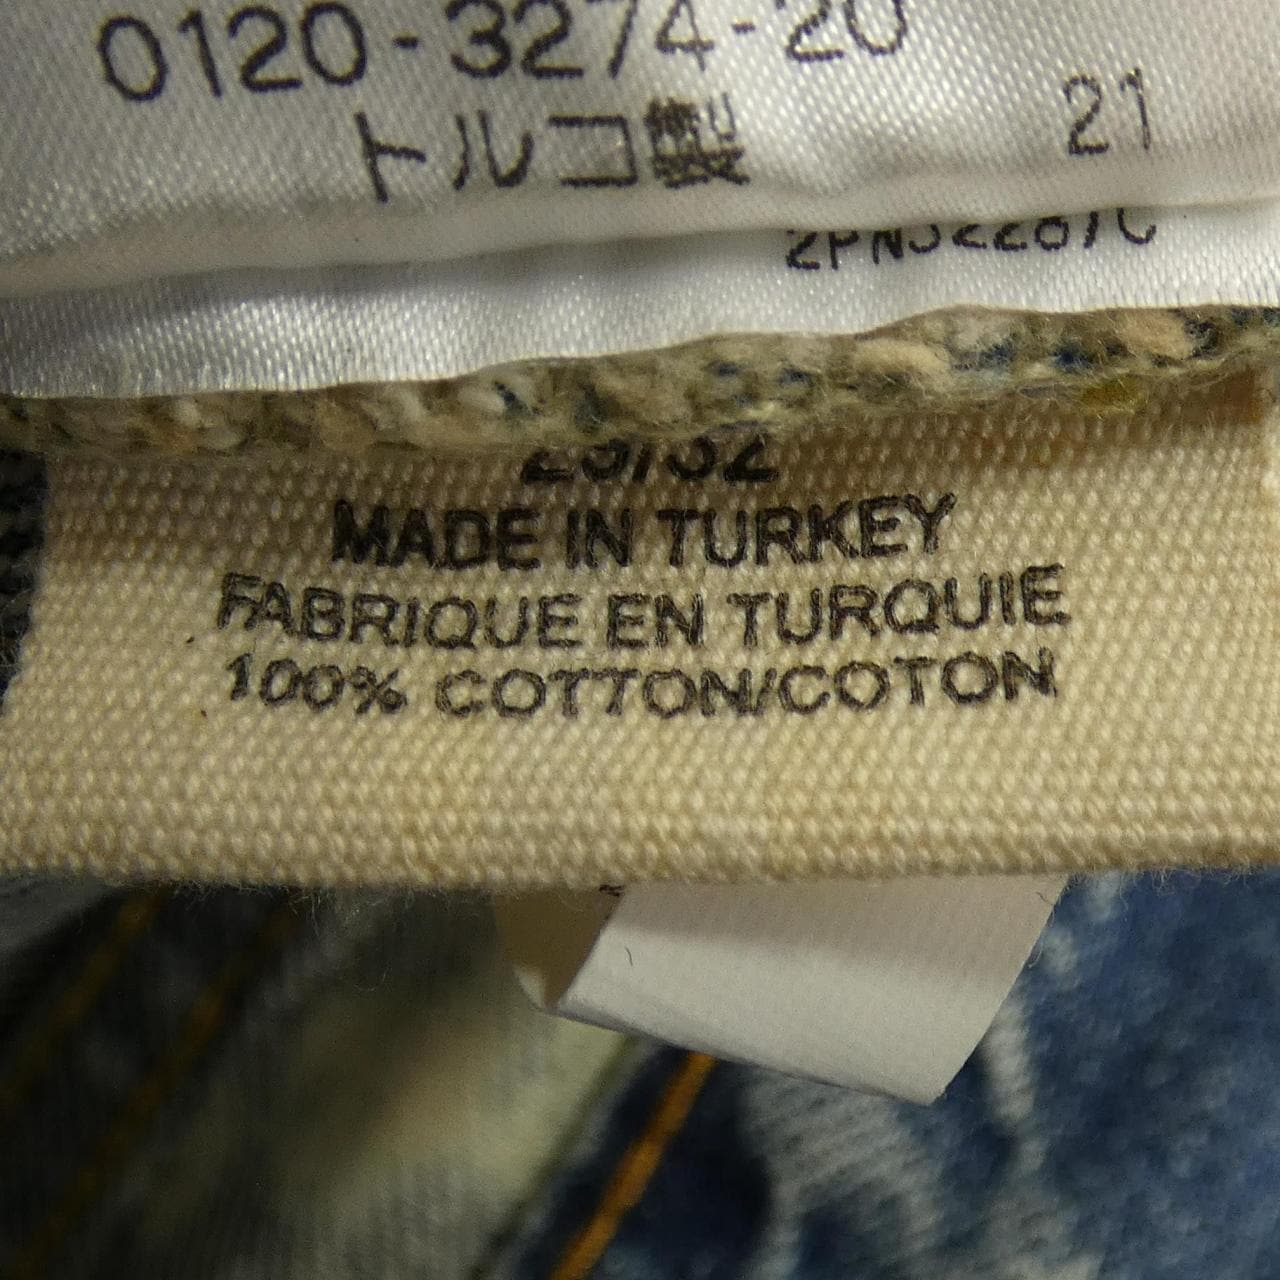 0120-3274-20
トルコ製
21
MADE IN TURKEY
FABRIQUE EN TURQUIE
100% COTTON/COTON